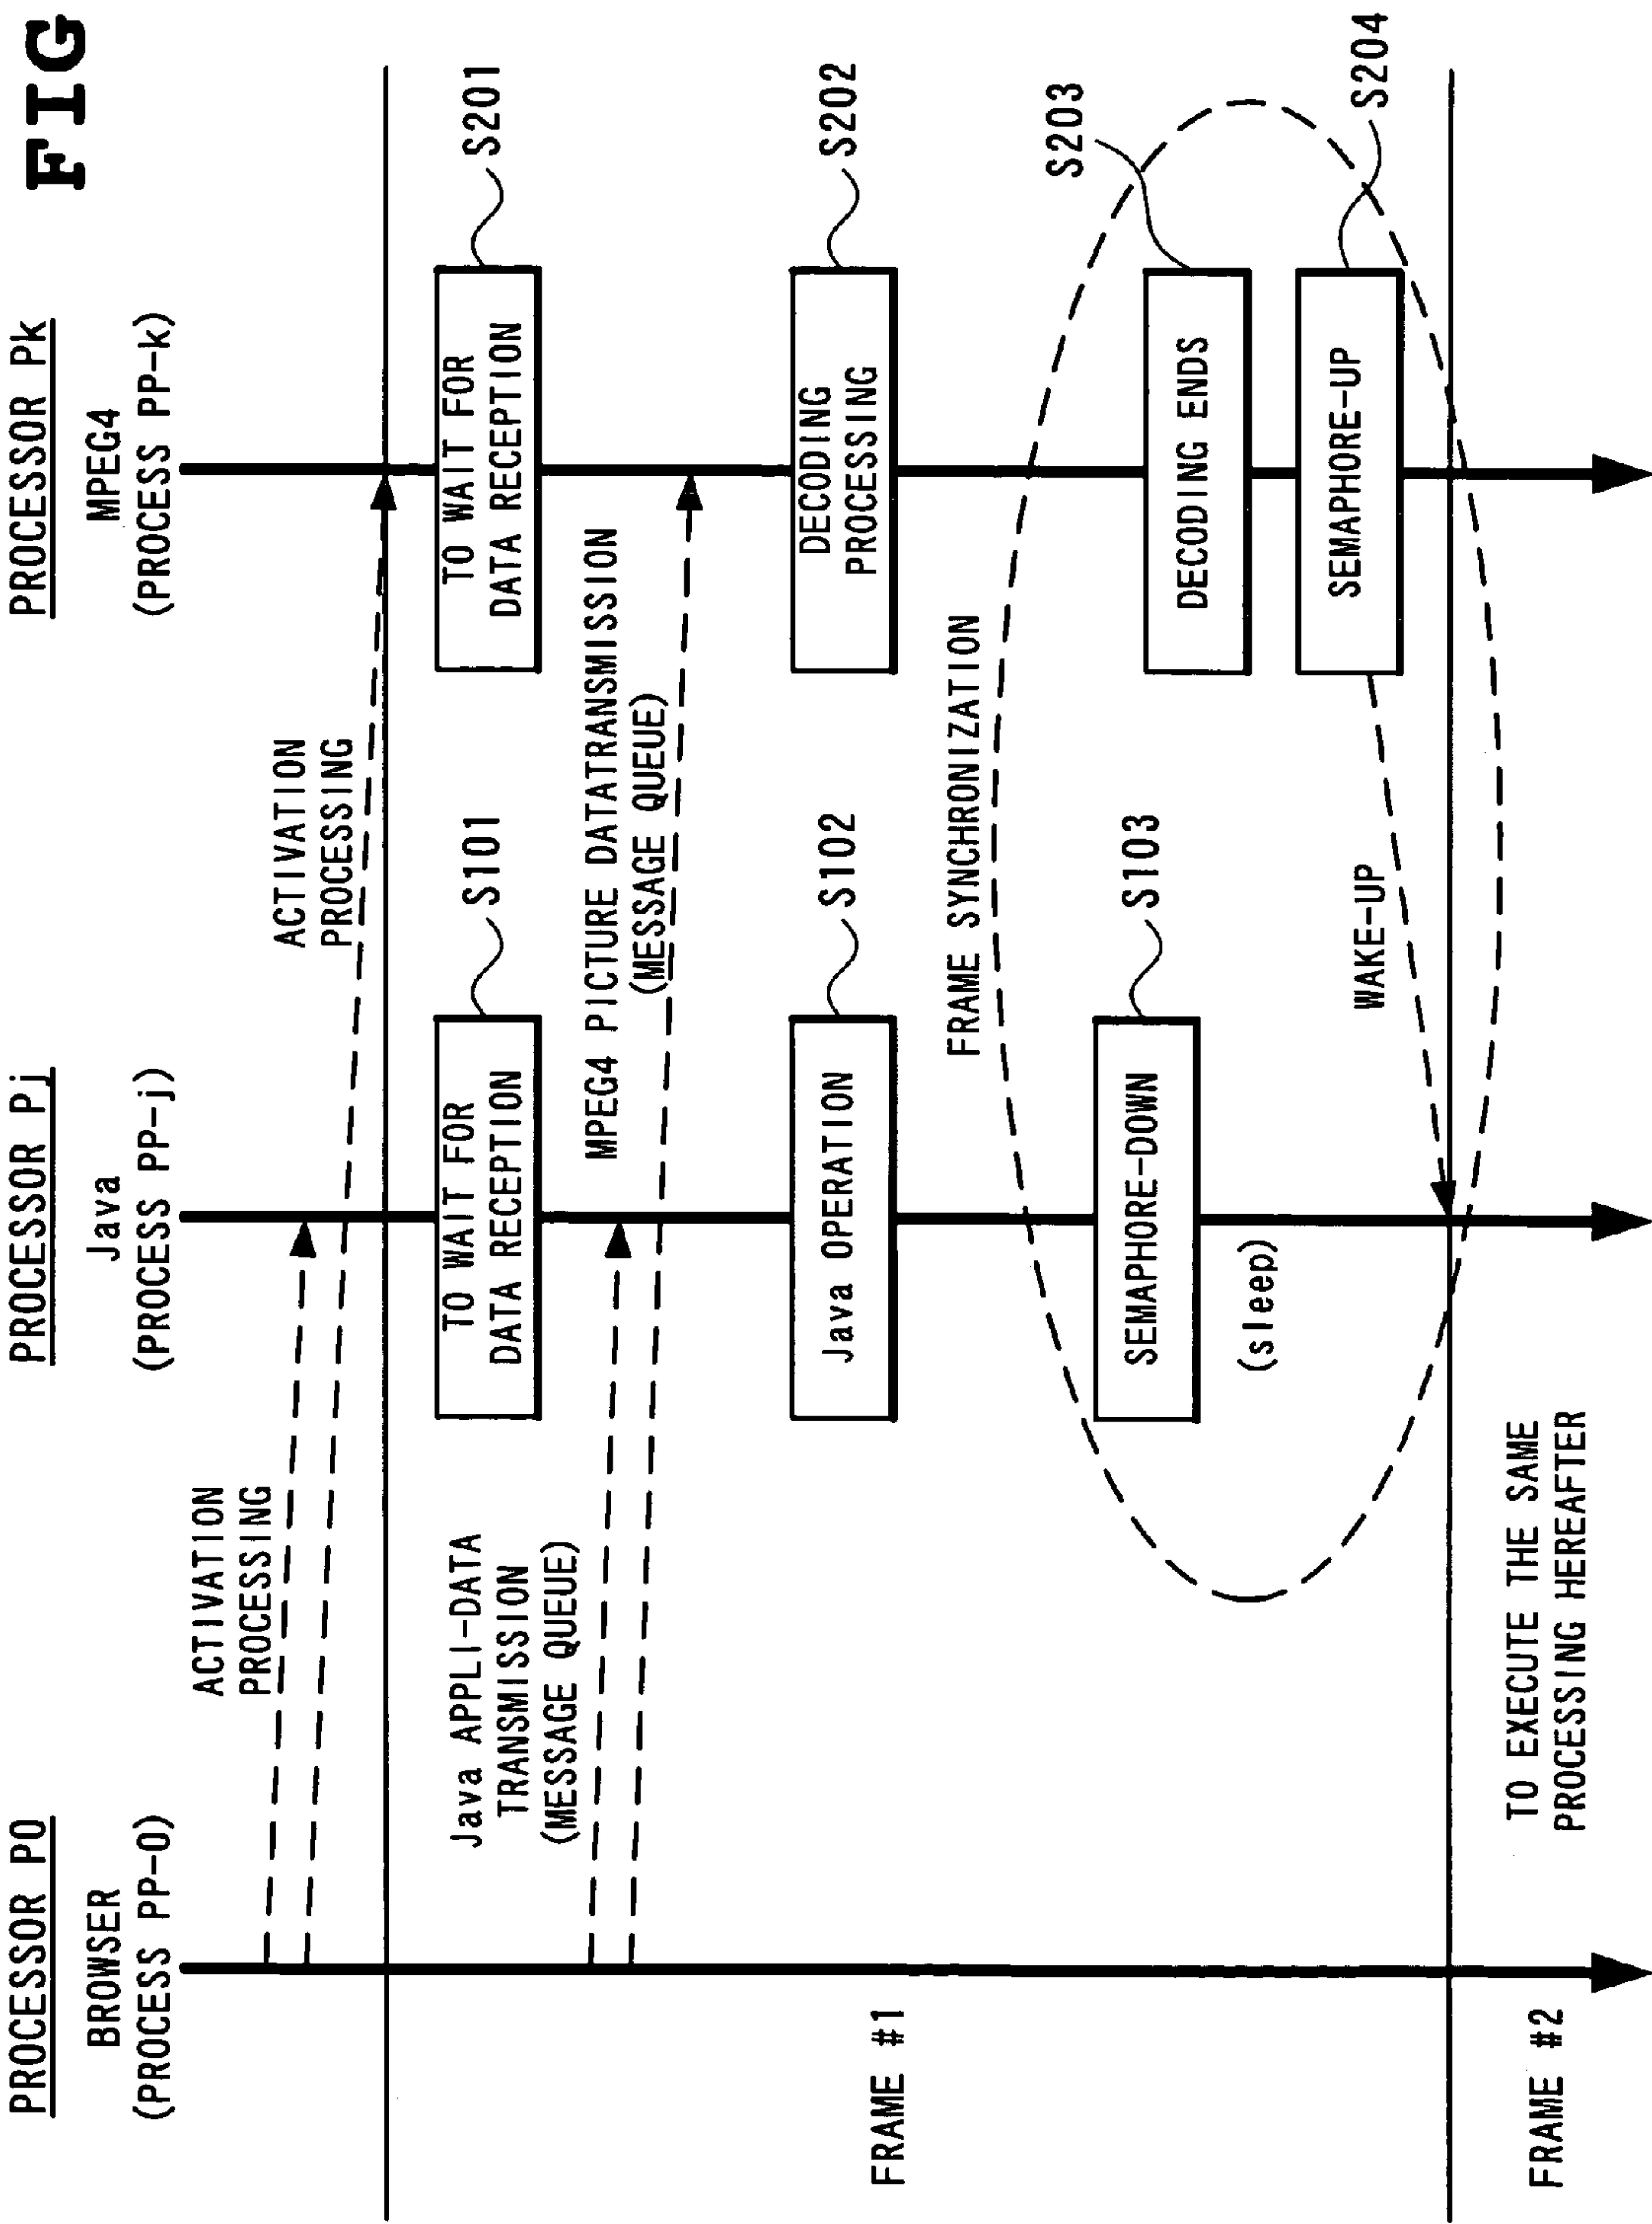 FIG
PROCESSOR P0
BROWSER
(PROCESS PP-0)
PROCESSOR Pj
Java
(PROCESS PP-j)
PROCESSOR Pk
MPEG4
(PROCESS PP-k)
ACTIVATION
PROCESSING
ACTIVATION
PROCESSING
TO WAIT FOR
DATA RECEPTION
S101
TO WAIT FOR
DATA RECEPTION
S201
Java APPLI-DATA
TRANSMISSION
(MESSAGE QUEUE)
MPEG4 PICTURE DATATRANSMISSION
(MESSAGE QUEUE)
FRAME #1
Java OPERATION
S102
DECODING
PROCESSING
S202
FRAME SYNCHRONIZATION
SEMAPHORE-DOWN
S103
(sleep)
DECODING ENDS
S203
SEMAPHORE-UP
S204
WAKE-UP
FRAME #2
TO EXECUTE THE SAME
PROCESSING HEREAFTER